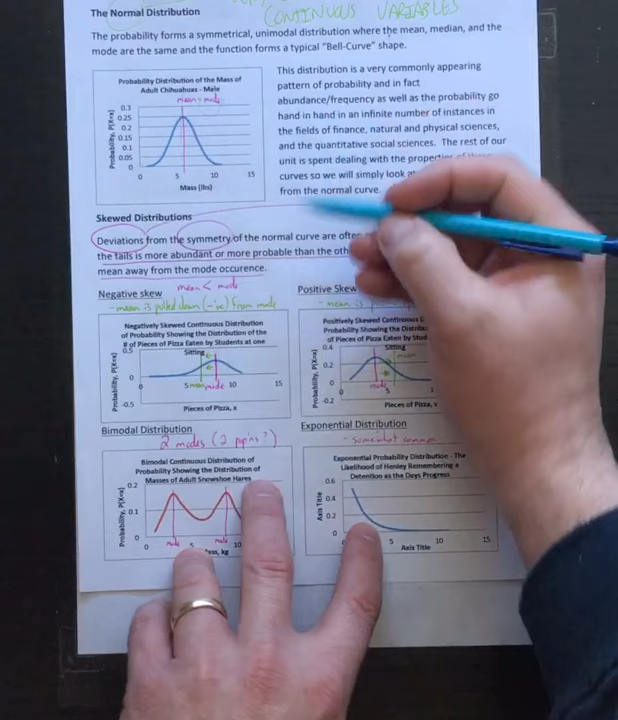 The Normal Distribution
CONTINUOUS VARIABLES
The probability forms a symmetrical, unimodal distribution where the mean, median, and the
mode are the same and the function forms a typical "Bell-Curve" shape.
Probability Distribution of the Mass of
Adult Chihuahuas - Male
mean = mode
Probability, P(X=x)
0.3
0.25
0.2
0.15
0.1
0.05
0
0 5 10 15
Mass (lbs)
This distribution is a very commonly appearing
pattern of probability and in fact
abundance/frequency as well as the probability go
hand in hand in an infinite number of instances in
the fields of finance, natural and physical sciences,
and the quantitative social sciences. The rest of our
unit is spent dealing with the
curves so we will simply look
from the normal curve.
Skewed Distributions
Deviations from the symmetry of the normal curve are
the tails is more abundant or more probable than the
mean away from the mode occurence.
Negative skew mean < mode
- mean is pulled down (-ive) from mode
Negatively Skewed Continuous Distribution
of Probability Showing the Distribution of the
# of Pieces of Pizza Eaten by Students at one
Sitting
Probability, P(X=x)
0.5
0
-0.5
0 5 mean mode 10 15
Pieces of Pizza, x
Positive Skew
- mean is
Positively Skewed Continuous
Probability Showing the
of Pieces of Pizza Eaten by
Sitting
Probability, P(X=x)
0.4
0.2
0
-0.2
mean
0 mode 5
Pieces of Pizza, x
Bimodal Distribution
2 modes (2 pop'ns?)
Bimodal Continuous Distribution of
Probability Showing the Distribution of
Masses of Adult Snowshoe Hares
Probability, P(X=x)
0.2
0.1
0
0 mode 5 mode 10
kg
Exponential Distribution
- somewhat
Exponential Probability Distribution - The
Likelihood of Henley Remembering a
Detention as the Days Progress
Axis Title
0.6
0.4
0.2
5 10 15
Axis Title